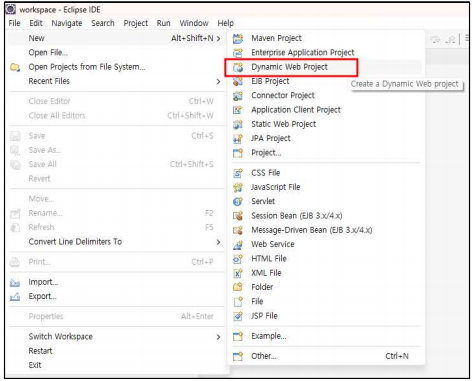 workspace - Eclipse IDE
File Edit Navigate Search Project Run Window Help
New Alt+Shift+N >
Open File...
Open Projects from File System...
Recent Files >
Close Editor Ctrl+W
Close All Editors Ctrl+Shift+W
Save Ctrl+S
Save As...
Save All Ctrl+Shift+S
Revert
Move...
Rename... F2
Refresh F5
Convert Line Delimiters To >
Print... Ctrl+P
Import...
Export...
Properties Alt+Enter
Switch Workspace >
Restart
Exit
Maven Project
Enterprise Application Project
Dynamic Web Project
EJB Project
Create a Dynamic Web project
Connector Project
Application Client Project
Static Web Project
JPA Project
Project...
CSS File
JavaScript File
Servlet
Session Bean (EJB 3.x/4.x)
Message-Driven Bean (EJB 3.x/4.x)
Web Service
HTML File
XML File
Folder
File
JSP File
Example...
Other... Ctrl+N